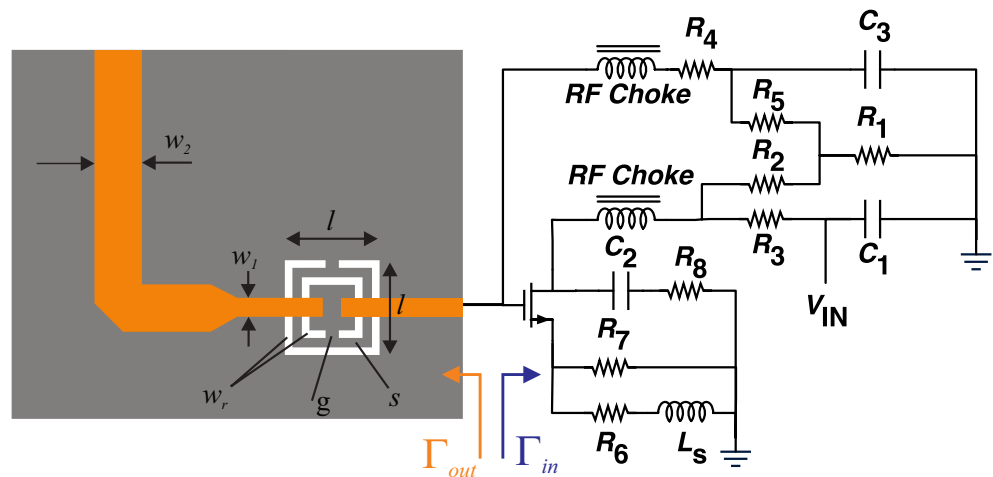 R4
C3
RF Choke
R5
R1
w2
R2
RF Choke
l
R3
C1
C2
w1
R8
l
VIN
R7
wr
g
s
Γout
Γin
R6
Ls